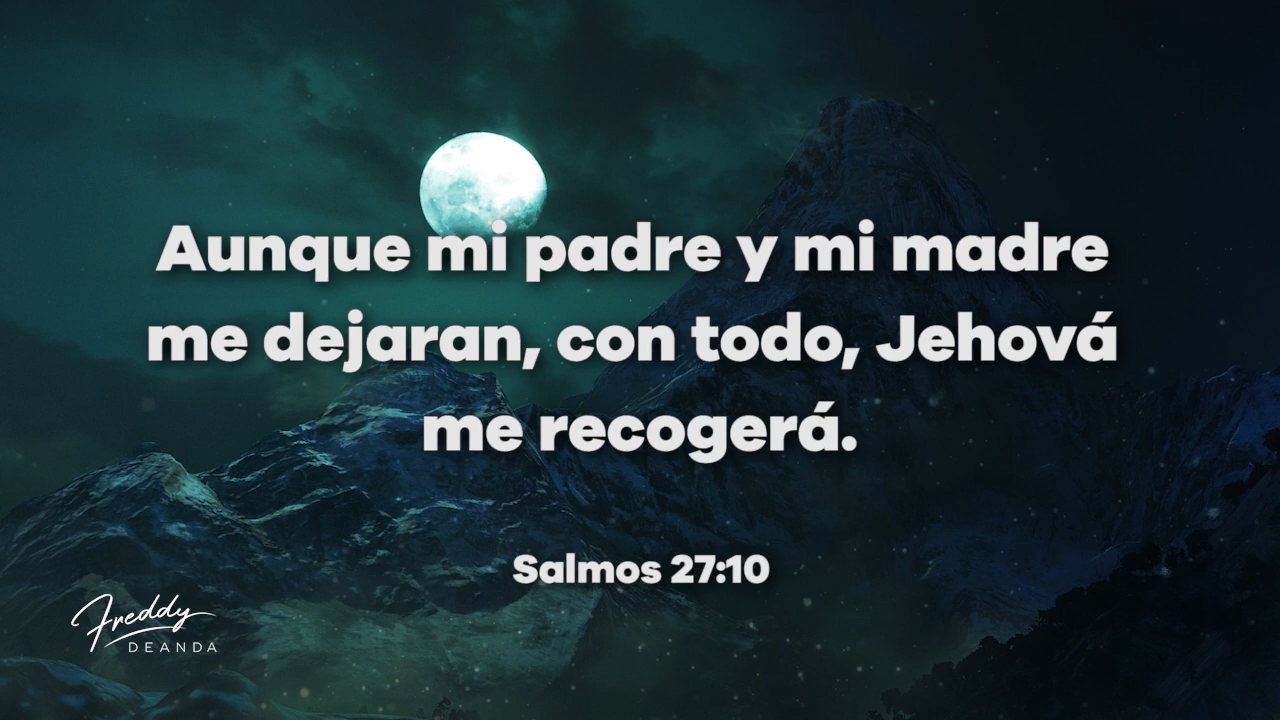 Aunque mi padre y mi madre
me dejaran, con todo, Jehová
me recogerá.
Salmos 27:10
Freddy
DEANDA